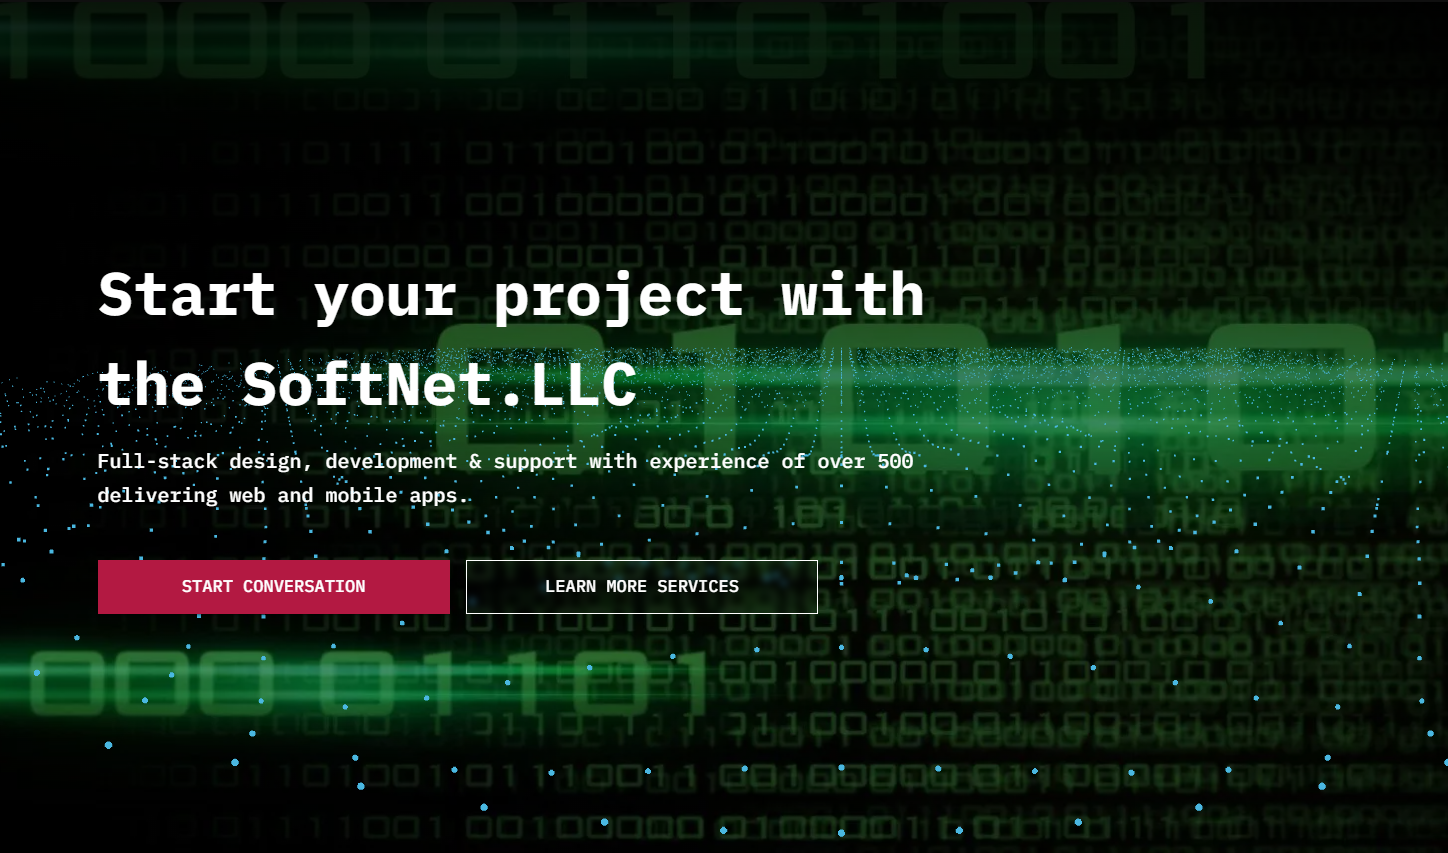 Start your project with
the SoftNet.LLC
Full-stack design, development & support with experience of over 500
delivering web and mobile apps.
START CONVERSATION
LEARN MORE SERVICES